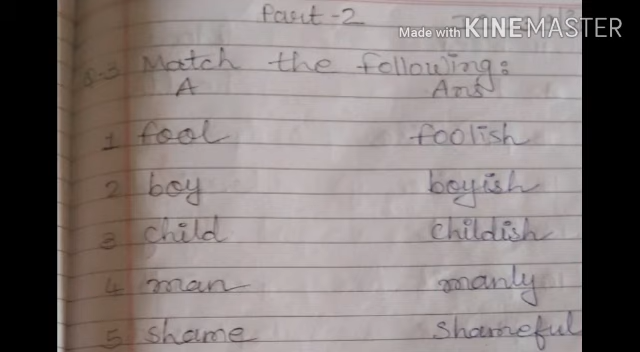 Part-2
Made with KINEMASTER
Q-3 Match the following:
A Ans
1 fool foolish
2 boy boyish
3 child childish
4 man manly
5 shame shameful